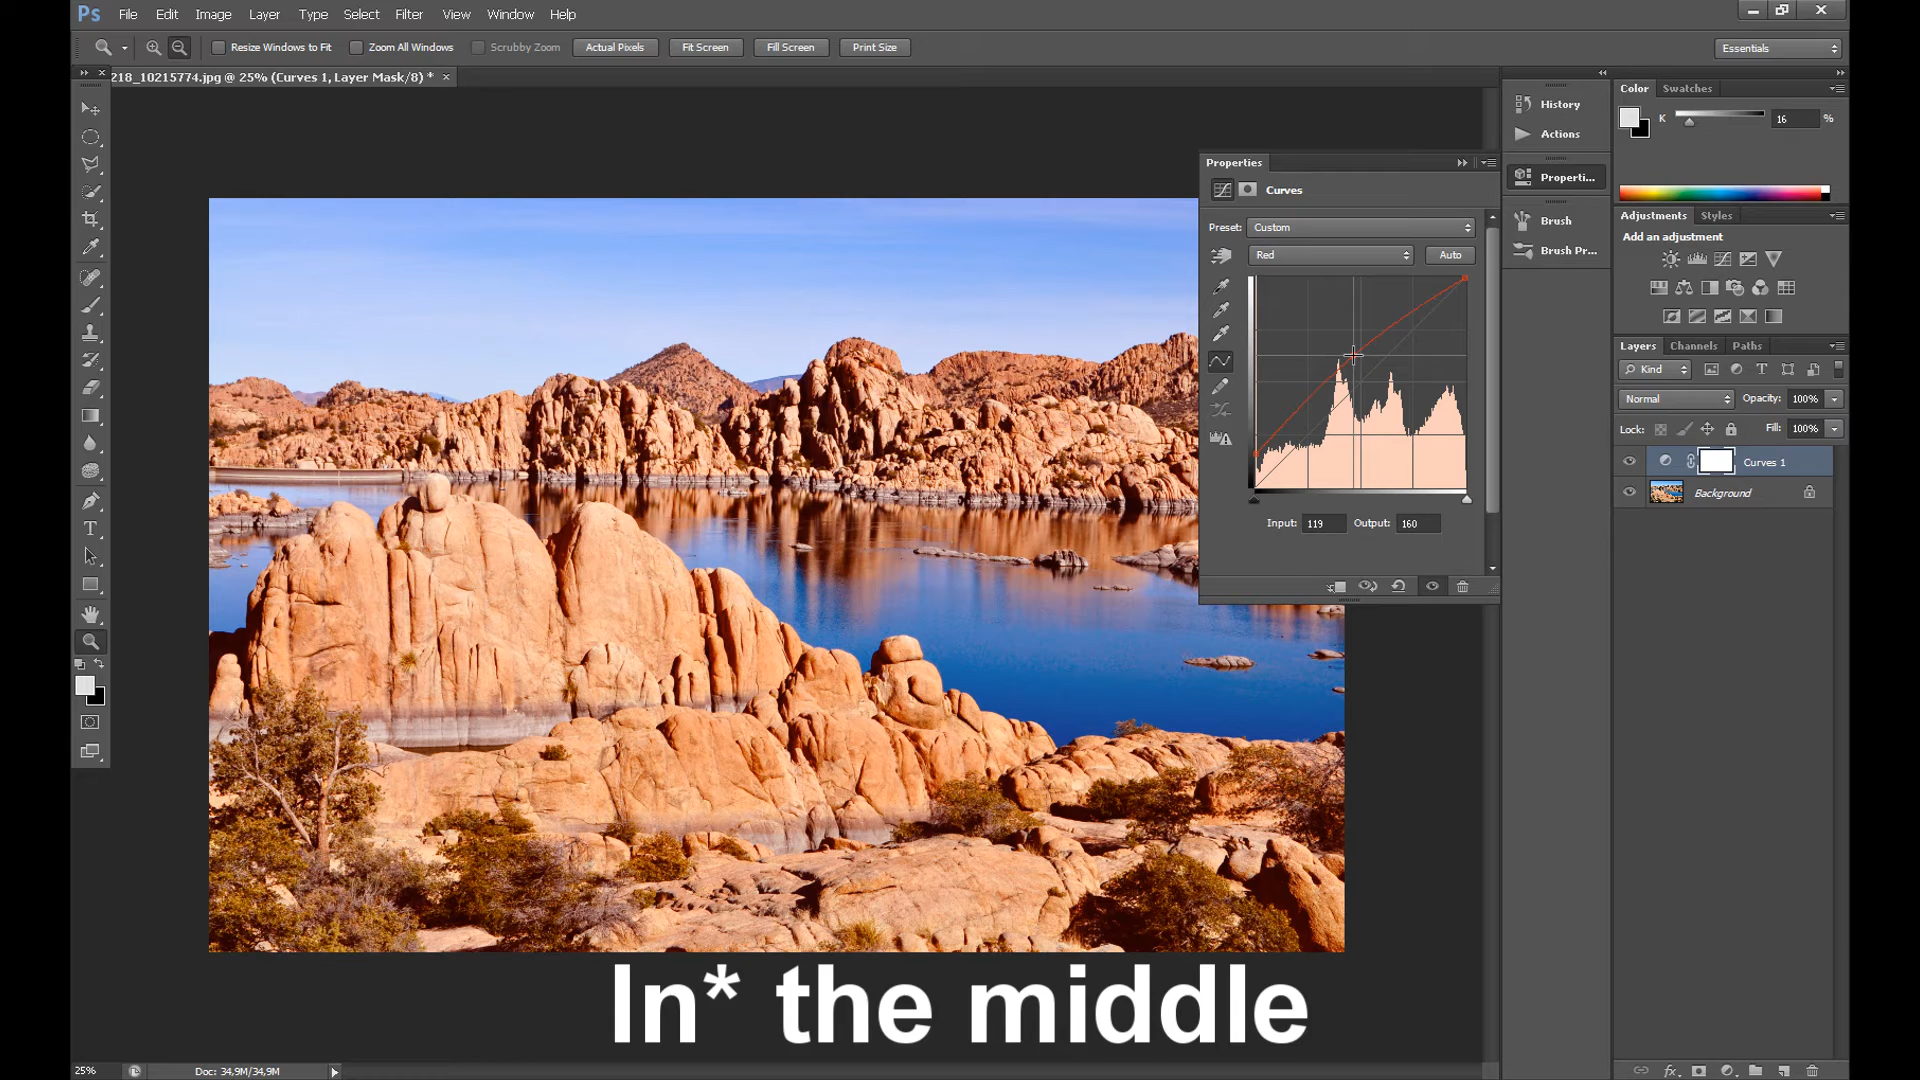 Ps File Edit Image Layer Type Select Filter View Window Help
Resize Windows to Fit Zoom All Windows Scrubby Zoom Actual Pixels Fit Screen Fill Screen Print Size Essentials
218_10215774.jpg @ 25% (Curves 1, Layer Mask/8) * ×
History
Actions
Properti...
Brush
Brush Pr...
Properties
Curves
Preset: Custom
Red Auto
Input: 119 Output: 160
Color Swatches
K 16 %
Adjustments Styles
Add an adjustment
Layers Channels Paths
Kind
Normal Opacity: 100%
Lock: Fill: 100%
Curves 1
Background
In* the middle
25% Doc: 34,9M/34,9M